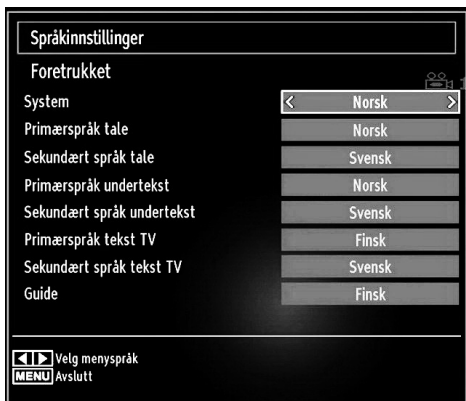 Språkinnstillinger
Foretrukket
System < Norsk >
Primærspråk tale Norsk
Sekundært språk tale Svensk
Primærspråk undertekst Norsk
Sekundært språk undertekst Svensk
Primærspråk tekst TV Finsk
Sekundært språk tekst TV Svensk
Guide Finsk
Velg menyspråk
MENU Avslutt